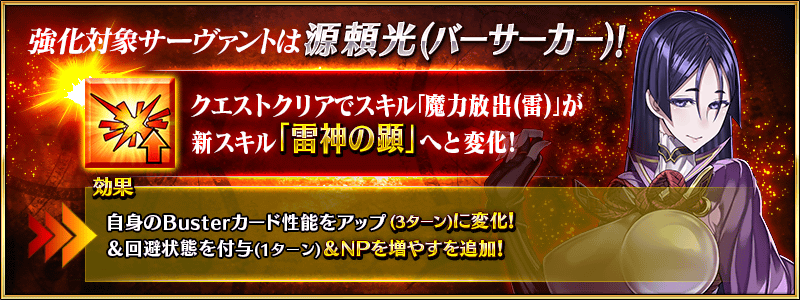 強化対象サーヴァントは源頼光(バーサーカー)!
クエストクリアでスキル「魔力放出(雷)」が
新スキル「雷神の顕」へと変化!
効果
自身のBusterカード性能をアップ(3ターン)に変化!
&回避状態を付与(1ターン)&NPを増やすを追加!